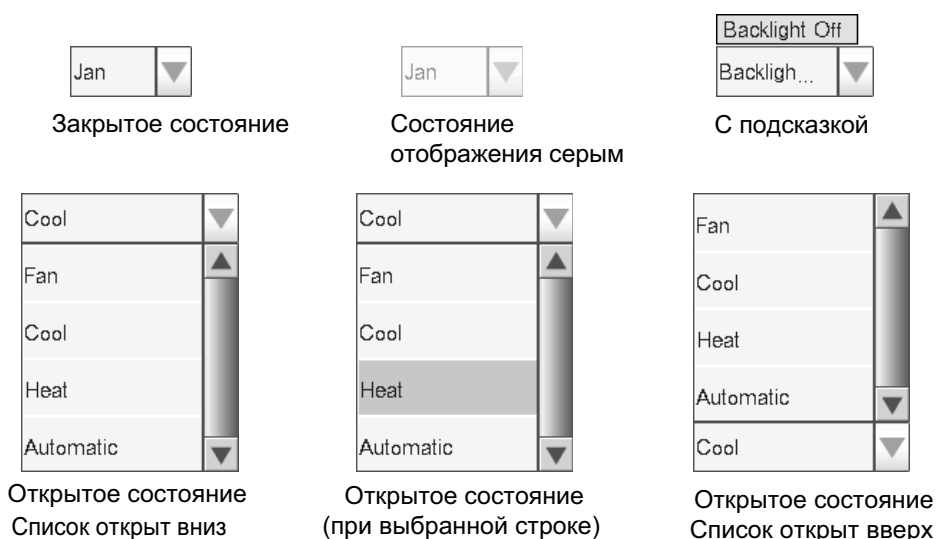 Backlight Off
Jan
Jan
Backligh...
Закрытое состояние
Состояние
отображения серым
С подсказкой
Cool
Fan
Cool
Heat
Automatic
Открытое состояние
Список открыт вниз
Cool
Fan
Cool
Heat
Automatic
Открытое состояние
(при выбранной строке)
Fan
Cool
Heat
Automatic
Cool
Открытое состояние
Список открыт вверх